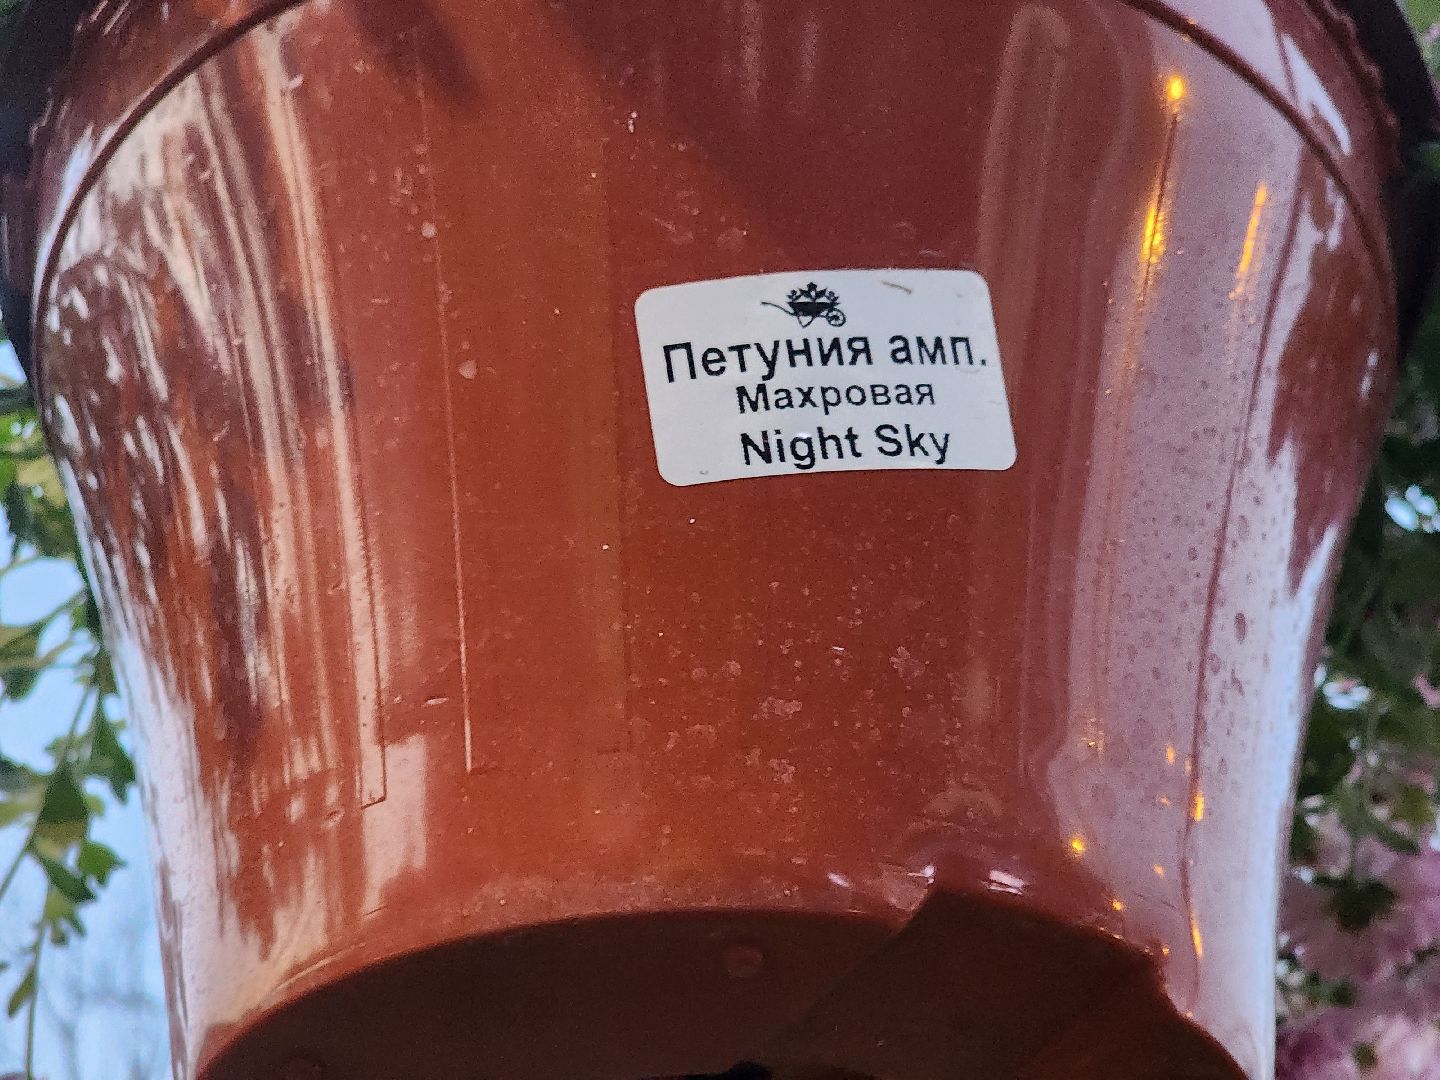 Петуния амп.
Махровая
Night Sky